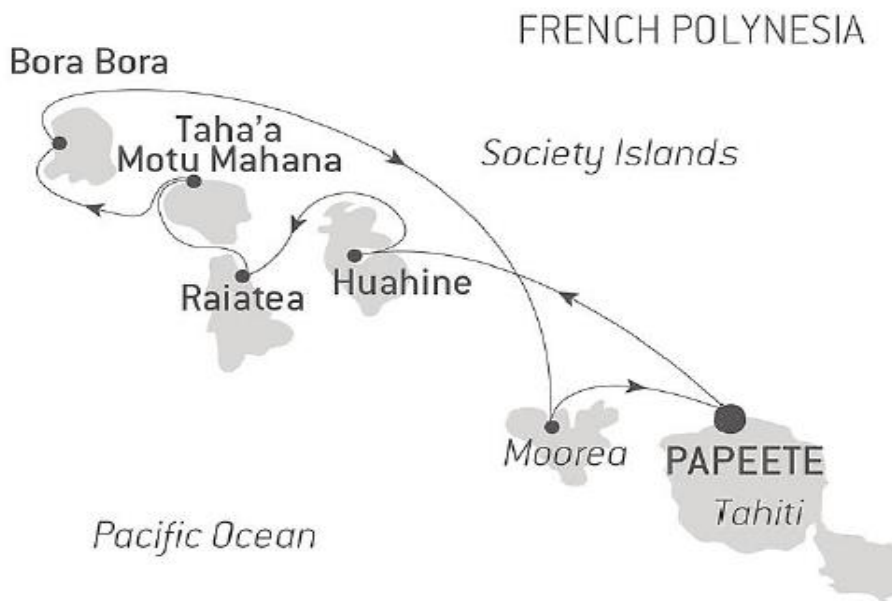 FRENCH POLYNESIA
Bora Bora
Taha'a
Motu Mahana
Society Islands
Huahine
Raiatea
Moorea
PAPEETE
Tahiti
Pacific Ocean